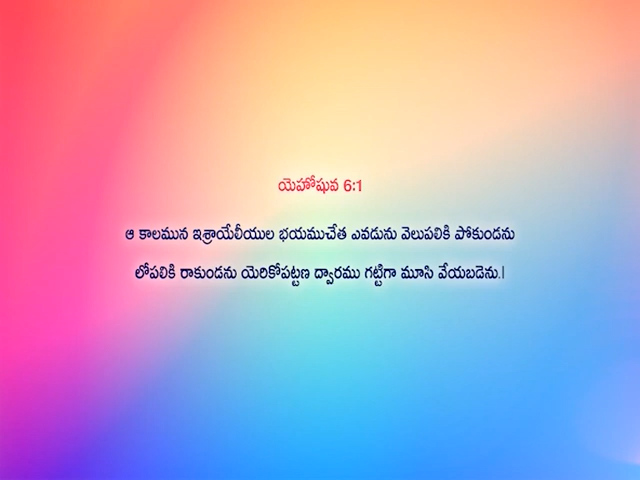 యెహోషువ 6:1
ఆ కాలమున ఇశ్రాయేలీయుల భయముచేత ఎవడును వెలుపలికి పోకుండను
లోపలికి రాకుండను యెరికోపట్టణ ద్వారము గట్టిగా మూసి వేయబడెను.l